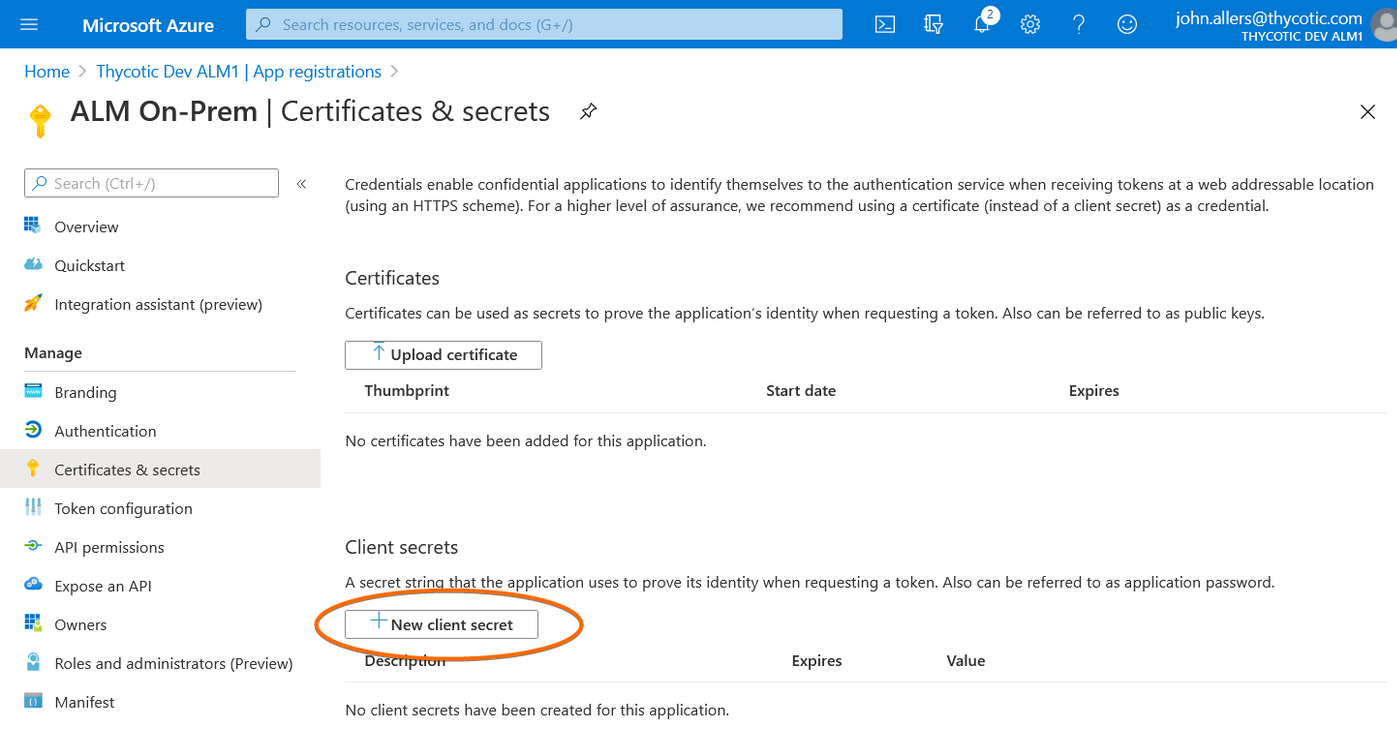 Microsoft Azure
Search resources, services, and docs (G+/)
2
john.allers@thycotic.com
THYCOTIC DEV ALM1
Home > Thycotic Dev ALM1 | App registrations >
ALM On-Prem | Certificates & secrets
Search (Ctrl+/)
«
Overview
Quickstart
Integration assistant (preview)
Manage
Branding
Authentication
Certificates & secrets
Token configuration
API permissions
Expose an API
Owners
Roles and administrators (Preview)
Manifest
Credentials enable confidential applications to identify themselves to the authentication service when receiving tokens at a web addressable location
(using an HTTPS scheme). For a higher level of assurance, we recommend using a certificate (instead of a client secret) as a credential.
Certificates
Certificates can be used as secrets to prove the application's identity when requesting a token. Also can be referred to as public keys.
Upload certificate
Thumbprint Start date Expires
No certificates have been added for this application.
Client secrets
A secret string that the application uses to prove its identity when requesting a token. Also can be referred to as application password.
New client secret
Description Expires Value
No client secrets have been created for this application.